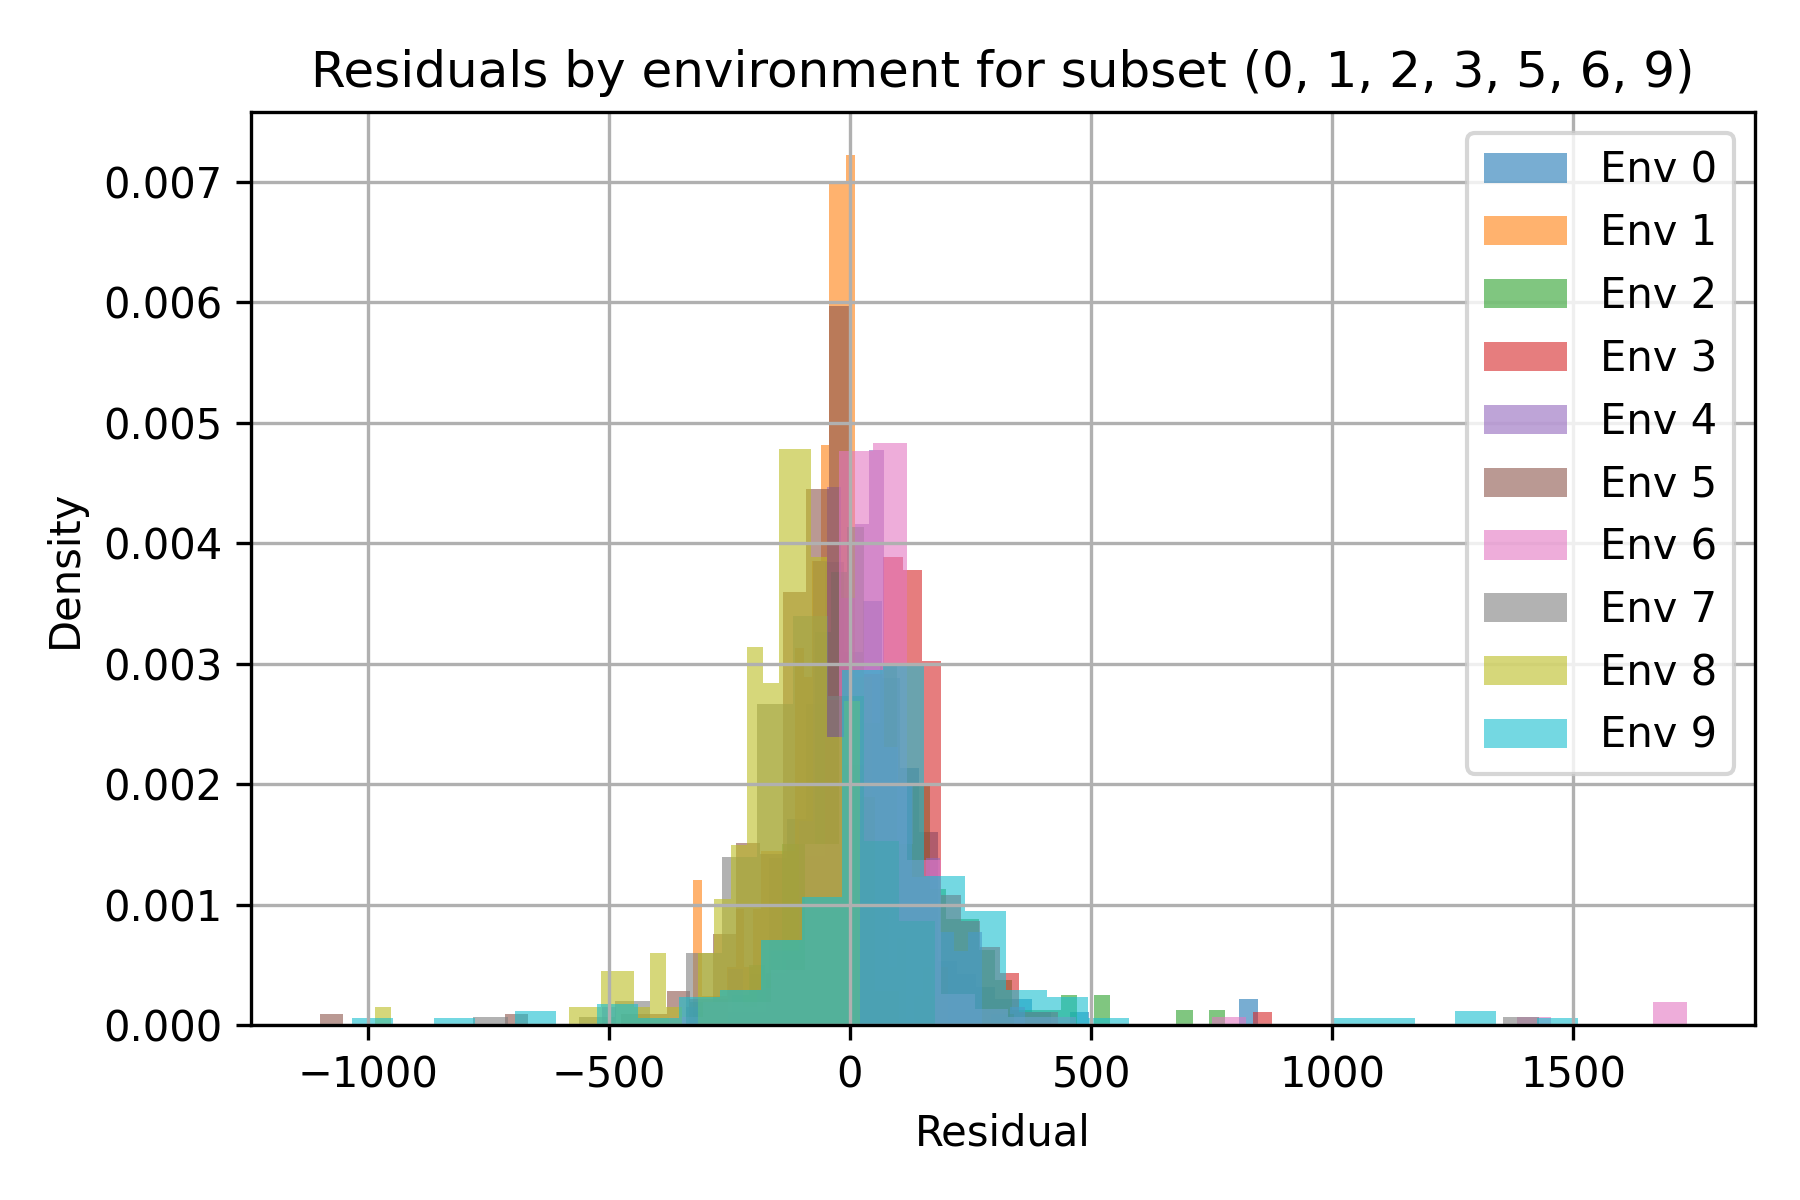 Residuals by environment for subset (0, 1, 2, 3, 5, 6, 9)
Density
0.007
0.006
0.005
0.004
0.003
0.002
0.001
0.000
−1000
−500
0
500
1000
1500
Residual
Env 0
Env 1
Env 2
Env 3
Env 4
Env 5
Env 6
Env 7
Env 8
Env 9